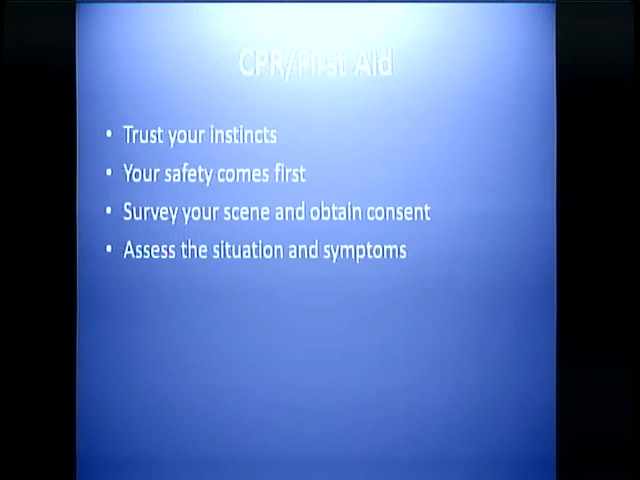 CPR/First Aid
• Trust your instincts
• Your safety comes first
• Survey your scene and obtain consent
• Assess the situation and symptoms